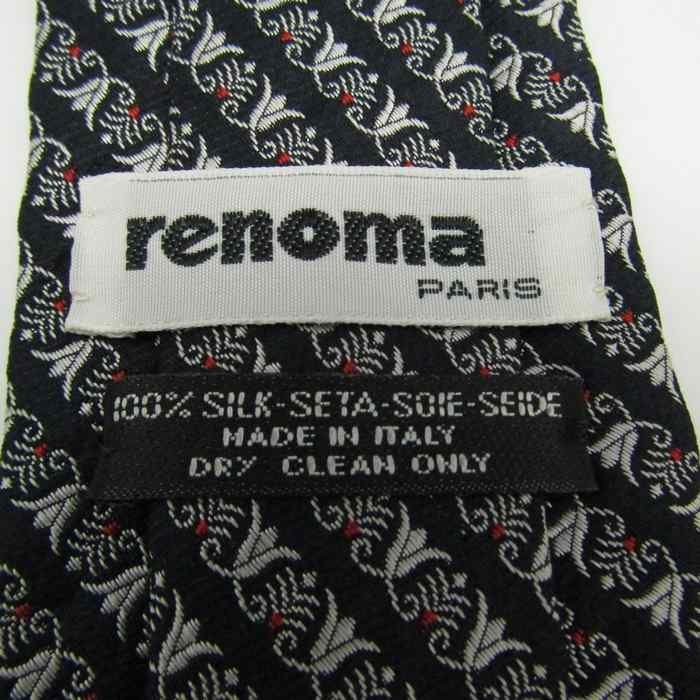 renoma
PARIS
100% SILK-SETA-SOIE-SEIDE
MADE IN ITALY
DRY CLEAN ONLY